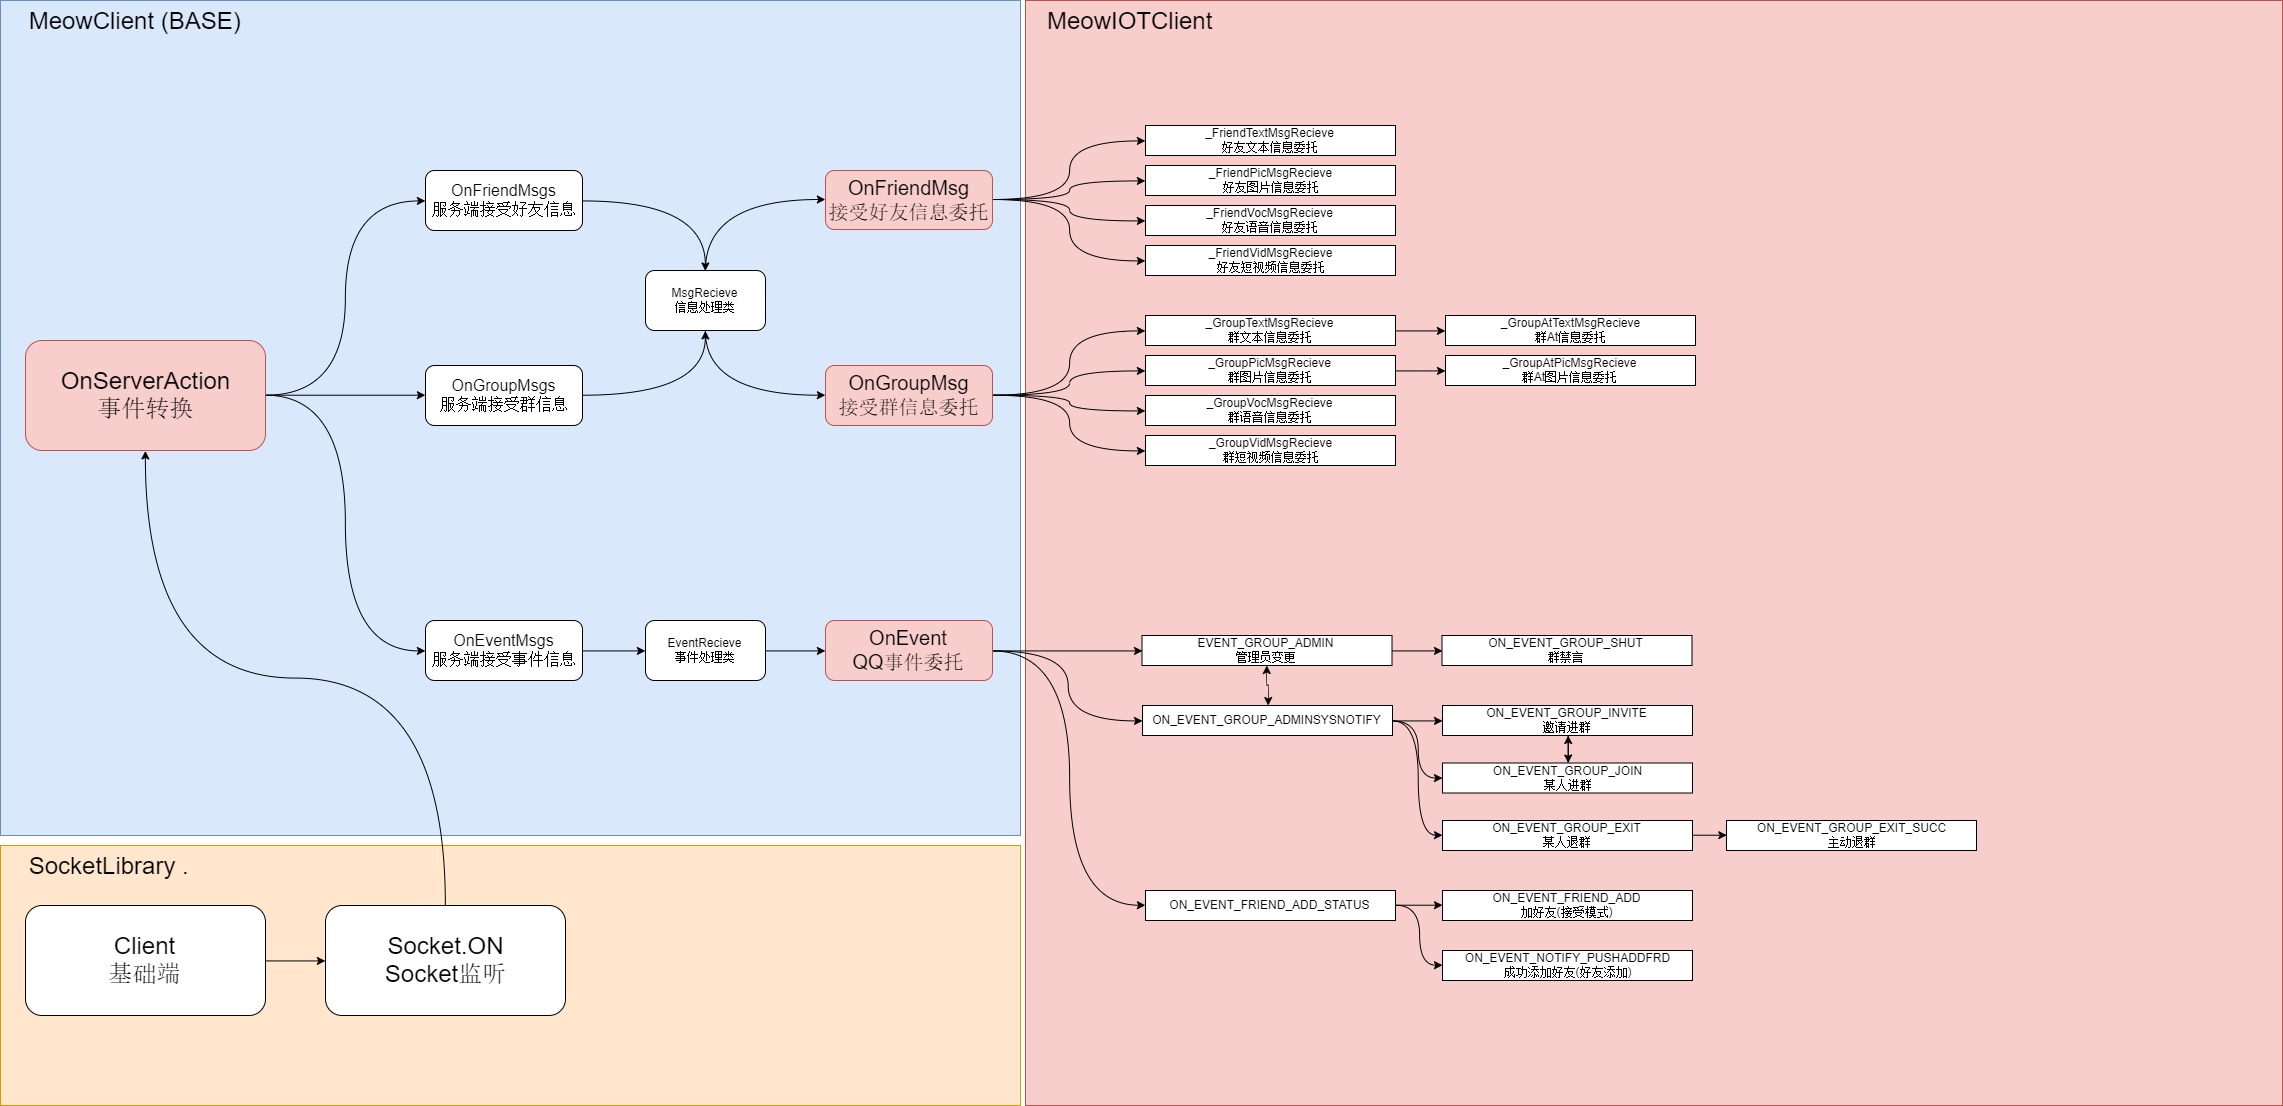 MeowClient (BASE)
OnFriendMsgs
服务端接受好友信息
OnFriendMsg
接受好友信息委托
MsgRecieve
信息处理类
OnServerAction
事件转换
OnGroupMsgs
服务端接受群信息
OnGroupMsg
接受群信息委托
OnEventMsgs
服务端接受事件信息
EventRecieve
事件处理类
OnEvent
QQ事件委托
SocketLibrary .
Client
基础端
Socket.ON
Socket监听
MeowIOTClient
_FriendTextMsgRecieve
好友文本信息委托
_FriendPicMsgRecieve
好友图片信息委托
_FriendVocMsgRecieve
好友语音信息委托
_FriendVidMsgRecieve
好友短视频信息委托
_GroupTextMsgRecieve
群文本信息委托
_GroupAtTextMsgRecieve
群At信息委托
_GroupPicMsgRecieve
群图片信息委托
_GroupAtPicMsgRecieve
群At图片信息委托
_GroupVocMsgRecieve
群语音信息委托
_GroupVidMsgRecieve
群短视频信息委托
EVENT_GROUP_ADMIN
管理员变更
ON_EVENT_GROUP_SHUT
群禁言
ON_EVENT_GROUP_ADMINSYSNOTIFY
ON_EVENT_GROUP_INVITE
邀请进群
ON_EVENT_GROUP_JOIN
某人进群
ON_EVENT_GROUP_EXIT
某人退群
ON_EVENT_GROUP_EXIT_SUCC
主动退群
ON_EVENT_FRIEND_ADD_STATUS
ON_EVENT_FRIEND_ADD
加好友(接受模式)
ON_EVENT_NOTIFY_PUSHADDFRD
成功添加好友(好友添加)